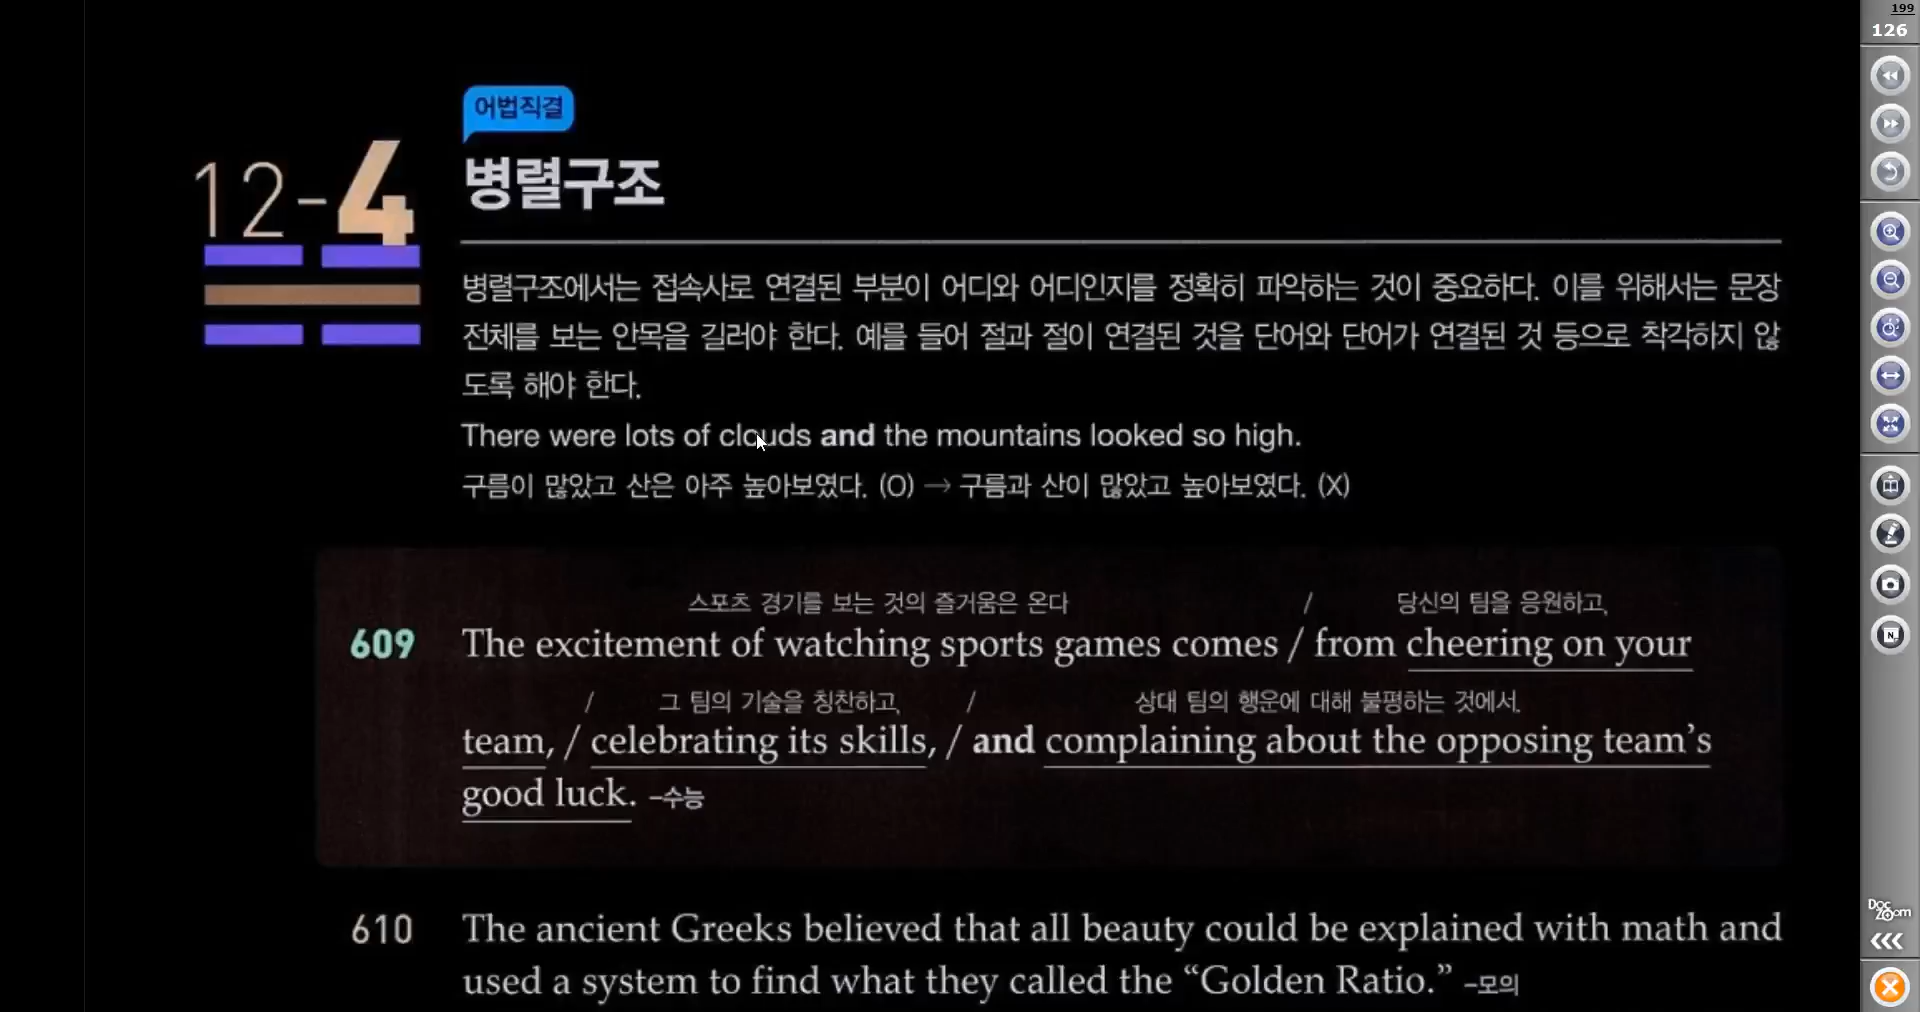 199
126
어법직결
12-4
병렬구조
병렬구조에서는 접속사로 연결된 부분이 어디와 어디인지를 정확히 파악하는 것이 중요하다. 이를 위해서는 문장
전체를 보는 안목을 길러야 한다. 예를 들어 절과 절이 연결된 것을 단어와 단어가 연결된 것 등으로 착각하지 않
도록 해야 한다.
There were lots of clouds and the mountains looked so high.
구름이 많았고 산은 아주 높아보였다. (O) → 구름과 산이 많았고 높아보였다. (X)
스포츠 경기를 보는 것의 즐거움은 온다 / 당신의 팀을 응원하고,
609 The excitement of watching sports games comes / from cheering on your
/ 그 팀의 기술을 칭찬하고, / 상대 팀의 행운에 대해 불평하는 것에서.
team, / celebrating its skills, / and complaining about the opposing team's
good luck. –수능
610 The ancient Greeks believed that all beauty could be explained with math and
used a system to find what they called the “Golden Ratio.” –모의
Doc
Zoom